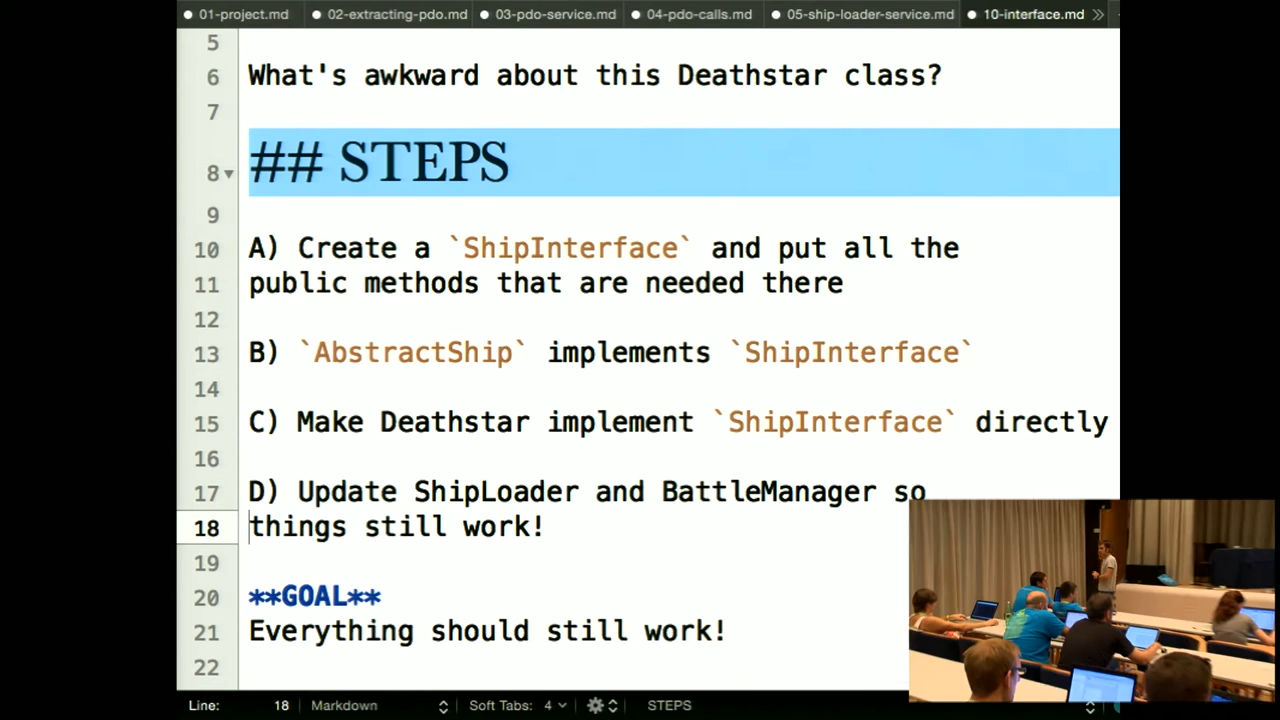 01-project.md 02-extracting-pdo.md 03-pdo-service.md 04-pdo-calls.md 05-ship-loader-service.md 10-interface.md »
5
6 What's awkward about this Deathstar class?
7
8 ## STEPS
9
10 A) Create a `ShipInterface` and put all the
11 public methods that are needed there
12
13 B) `AbstractShip` implements `ShipInterface`
14
15 C) Make Deathstar implement `ShipInterface` directly
16
17 D) Update ShipLoader and BattleManager so
18 things still work!
19
20 **GOAL**
21 Everything should still work!
22
Line: 18 Markdown Soft Tabs: 4 STEPS